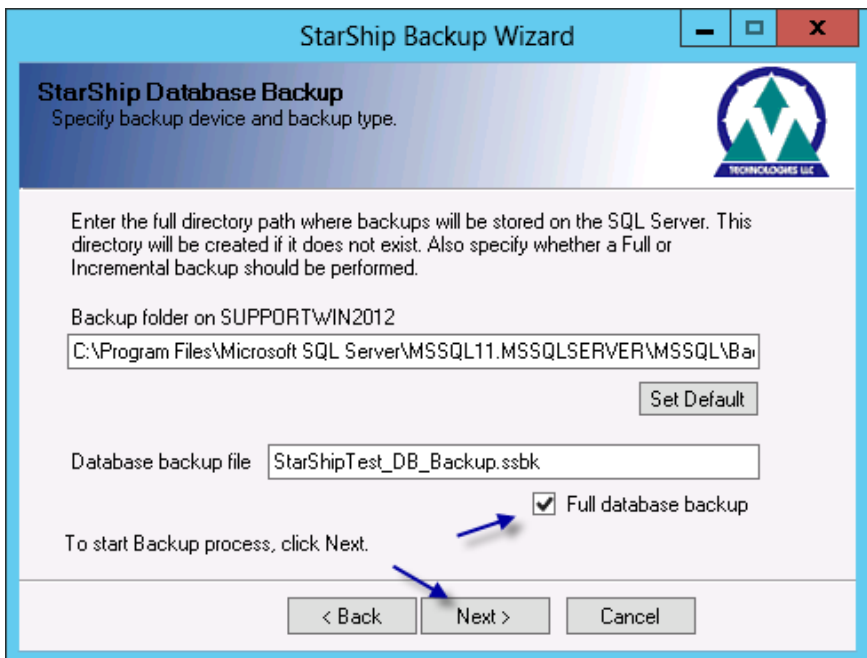 StarShip Backup Wizard
StarShip Database Backup
Specify backup device and backup type.
TECHNOLOGIES LLC
Enter the full directory path where backups will be stored on the SQL Server. This
directory will be created if it does not exist. Also specify whether a Full or
Incremental backup should be performed.
Backup folder on SUPPORTWIN2012
C:\Program Files\Microsoft SQL Server\MSSQL11.MSSQLSERVER\MSSQL\Ba
Set Default
Database backup file StarShipTest_DB_Backup.ssbk
Full database backup
To start Backup process, click Next.
< Back Next > Cancel